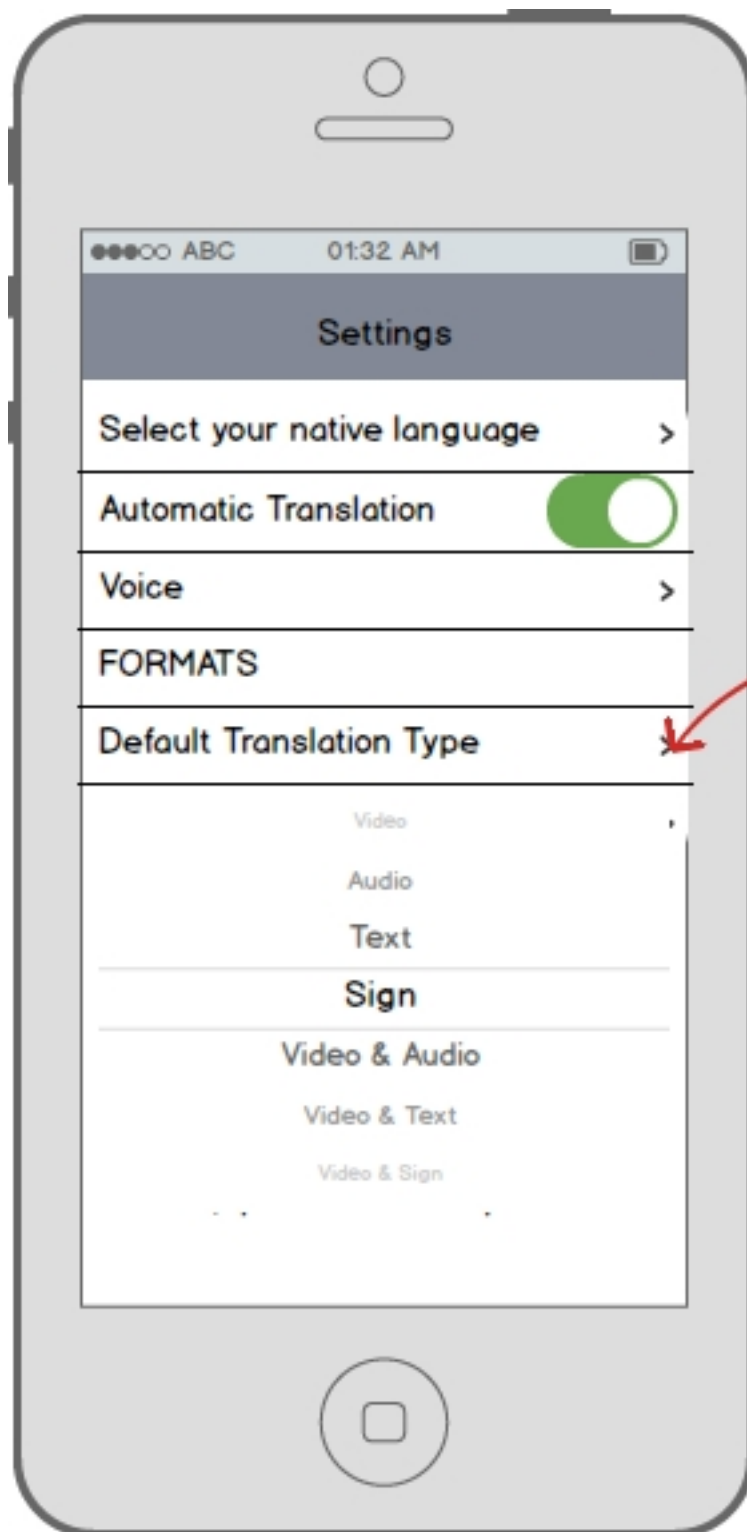 ABC 01:32 AM
Settings
Select your native language >
Automatic Translation
Voice >
FORMATS
Default Translation Type >
Video
Audio
Text
Sign
Video & Audio
Video & Text
Video & Sign